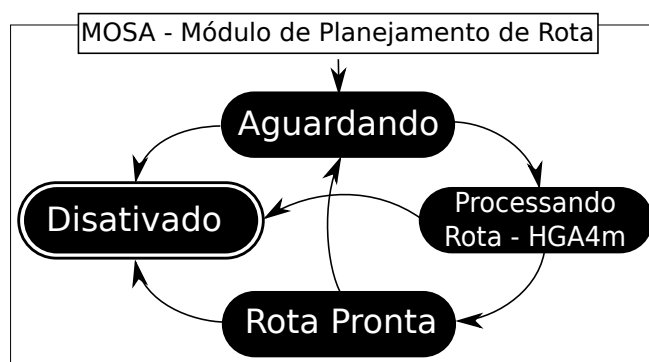 MOSA - Módulo de Planejamento de Rota
Aguardando
Disativado
Processando
Rota - HGA4m
Rota Pronta